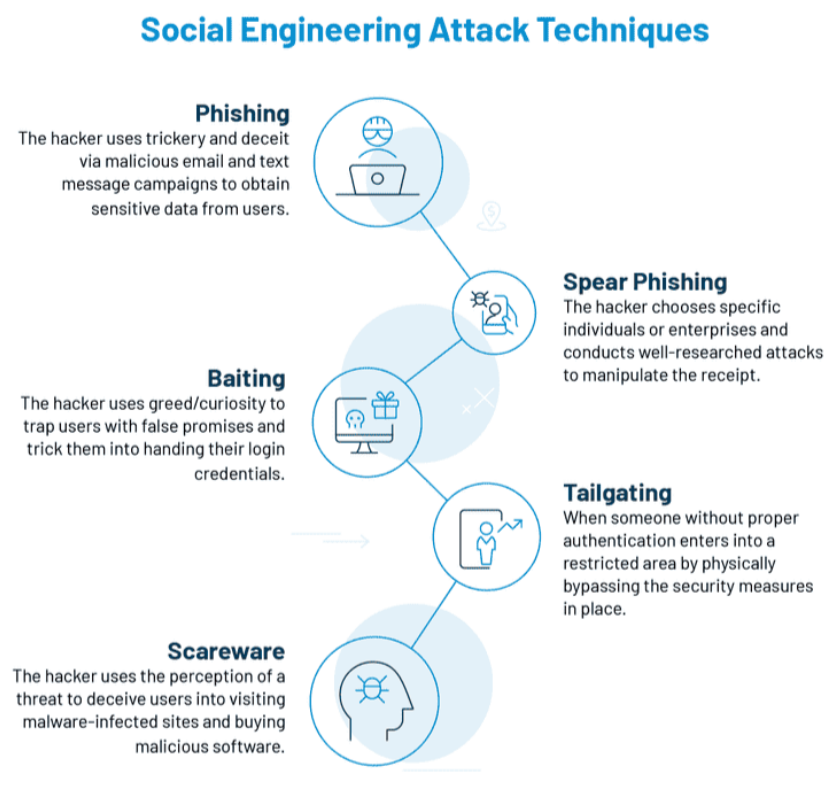 Social Engineering Attack Techniques
Phishing
The hacker uses trickery and deceit
via malicious email and text
message campaigns to obtain
sensitive data from users.
Spear Phishing
The hacker chooses specific
individuals or enterprises and
conducts well-researched attacks
to manipulate the receipt.
Baiting
The hacker uses greed/curiosity to
trap users with false promises and
trick them into handing their login
credentials.
Tailgating
When someone without proper
authentication enters into a
restricted area by physically
bypassing the security measures
in place.
Scareware
The hacker uses the perception of a
threat to deceive users into visiting
malware-infected sites and buying
malicious software.